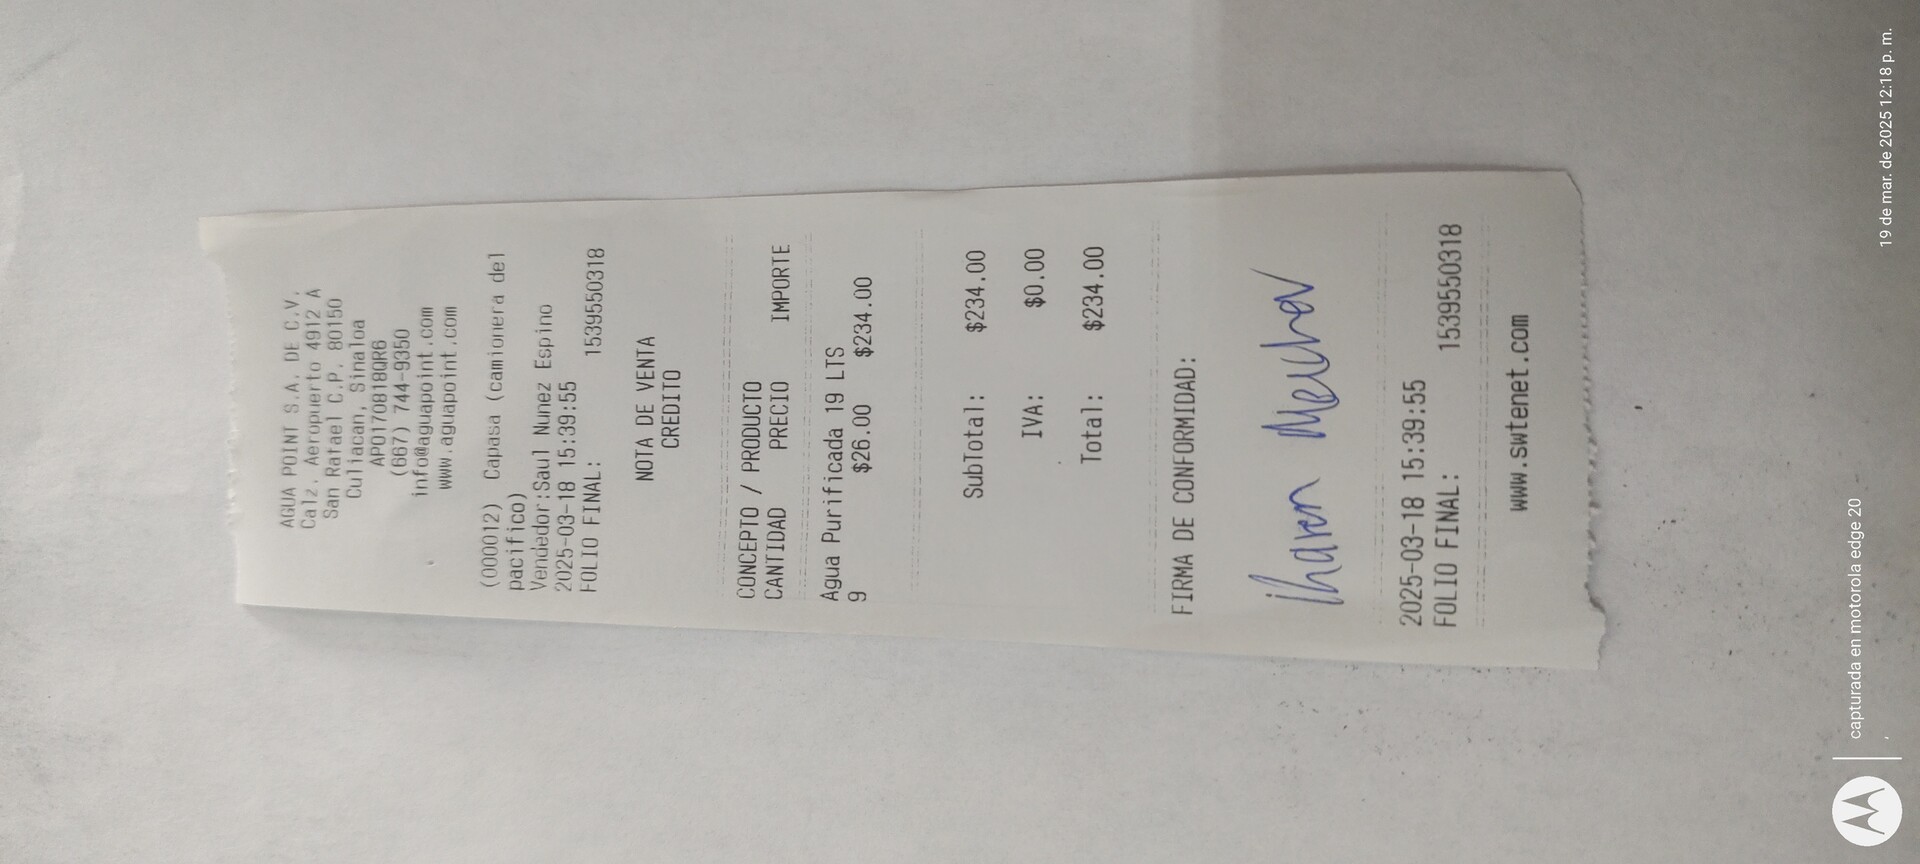 AGUA POINT S.A. DE C.V.
Calz. Aeropuerto 4912 A
San Rafael C.P. 80150
Culiacan, Sinaloa
APO170818QR6
(667) 744-9350
info@aguapoint.com
www.aguapoint.com
(000012) Capasa (camionera del
pacifico)
Vendedor:Saul Nunez Espino
2025-03-18 15:39:55
FOLIO FINAL: 1539550318
NOTA DE VENTA
CREDITO
CONCEPTO / PRODUCTO
CANTIDAD PRECIO IMPORTE
Agua Purificada 19 LTS
9 $26.00 $234.00
SubTotal: $234.00
IVA: $0.00
Total: $234.00
FIRMA DE CONFORMIDAD:
2025-03-18 15:39:55
FOLIO FINAL: 1539550318
www.swtenet.com
capturada en motorola edge 20
19 de mar. de 2025 12:18 p. m.